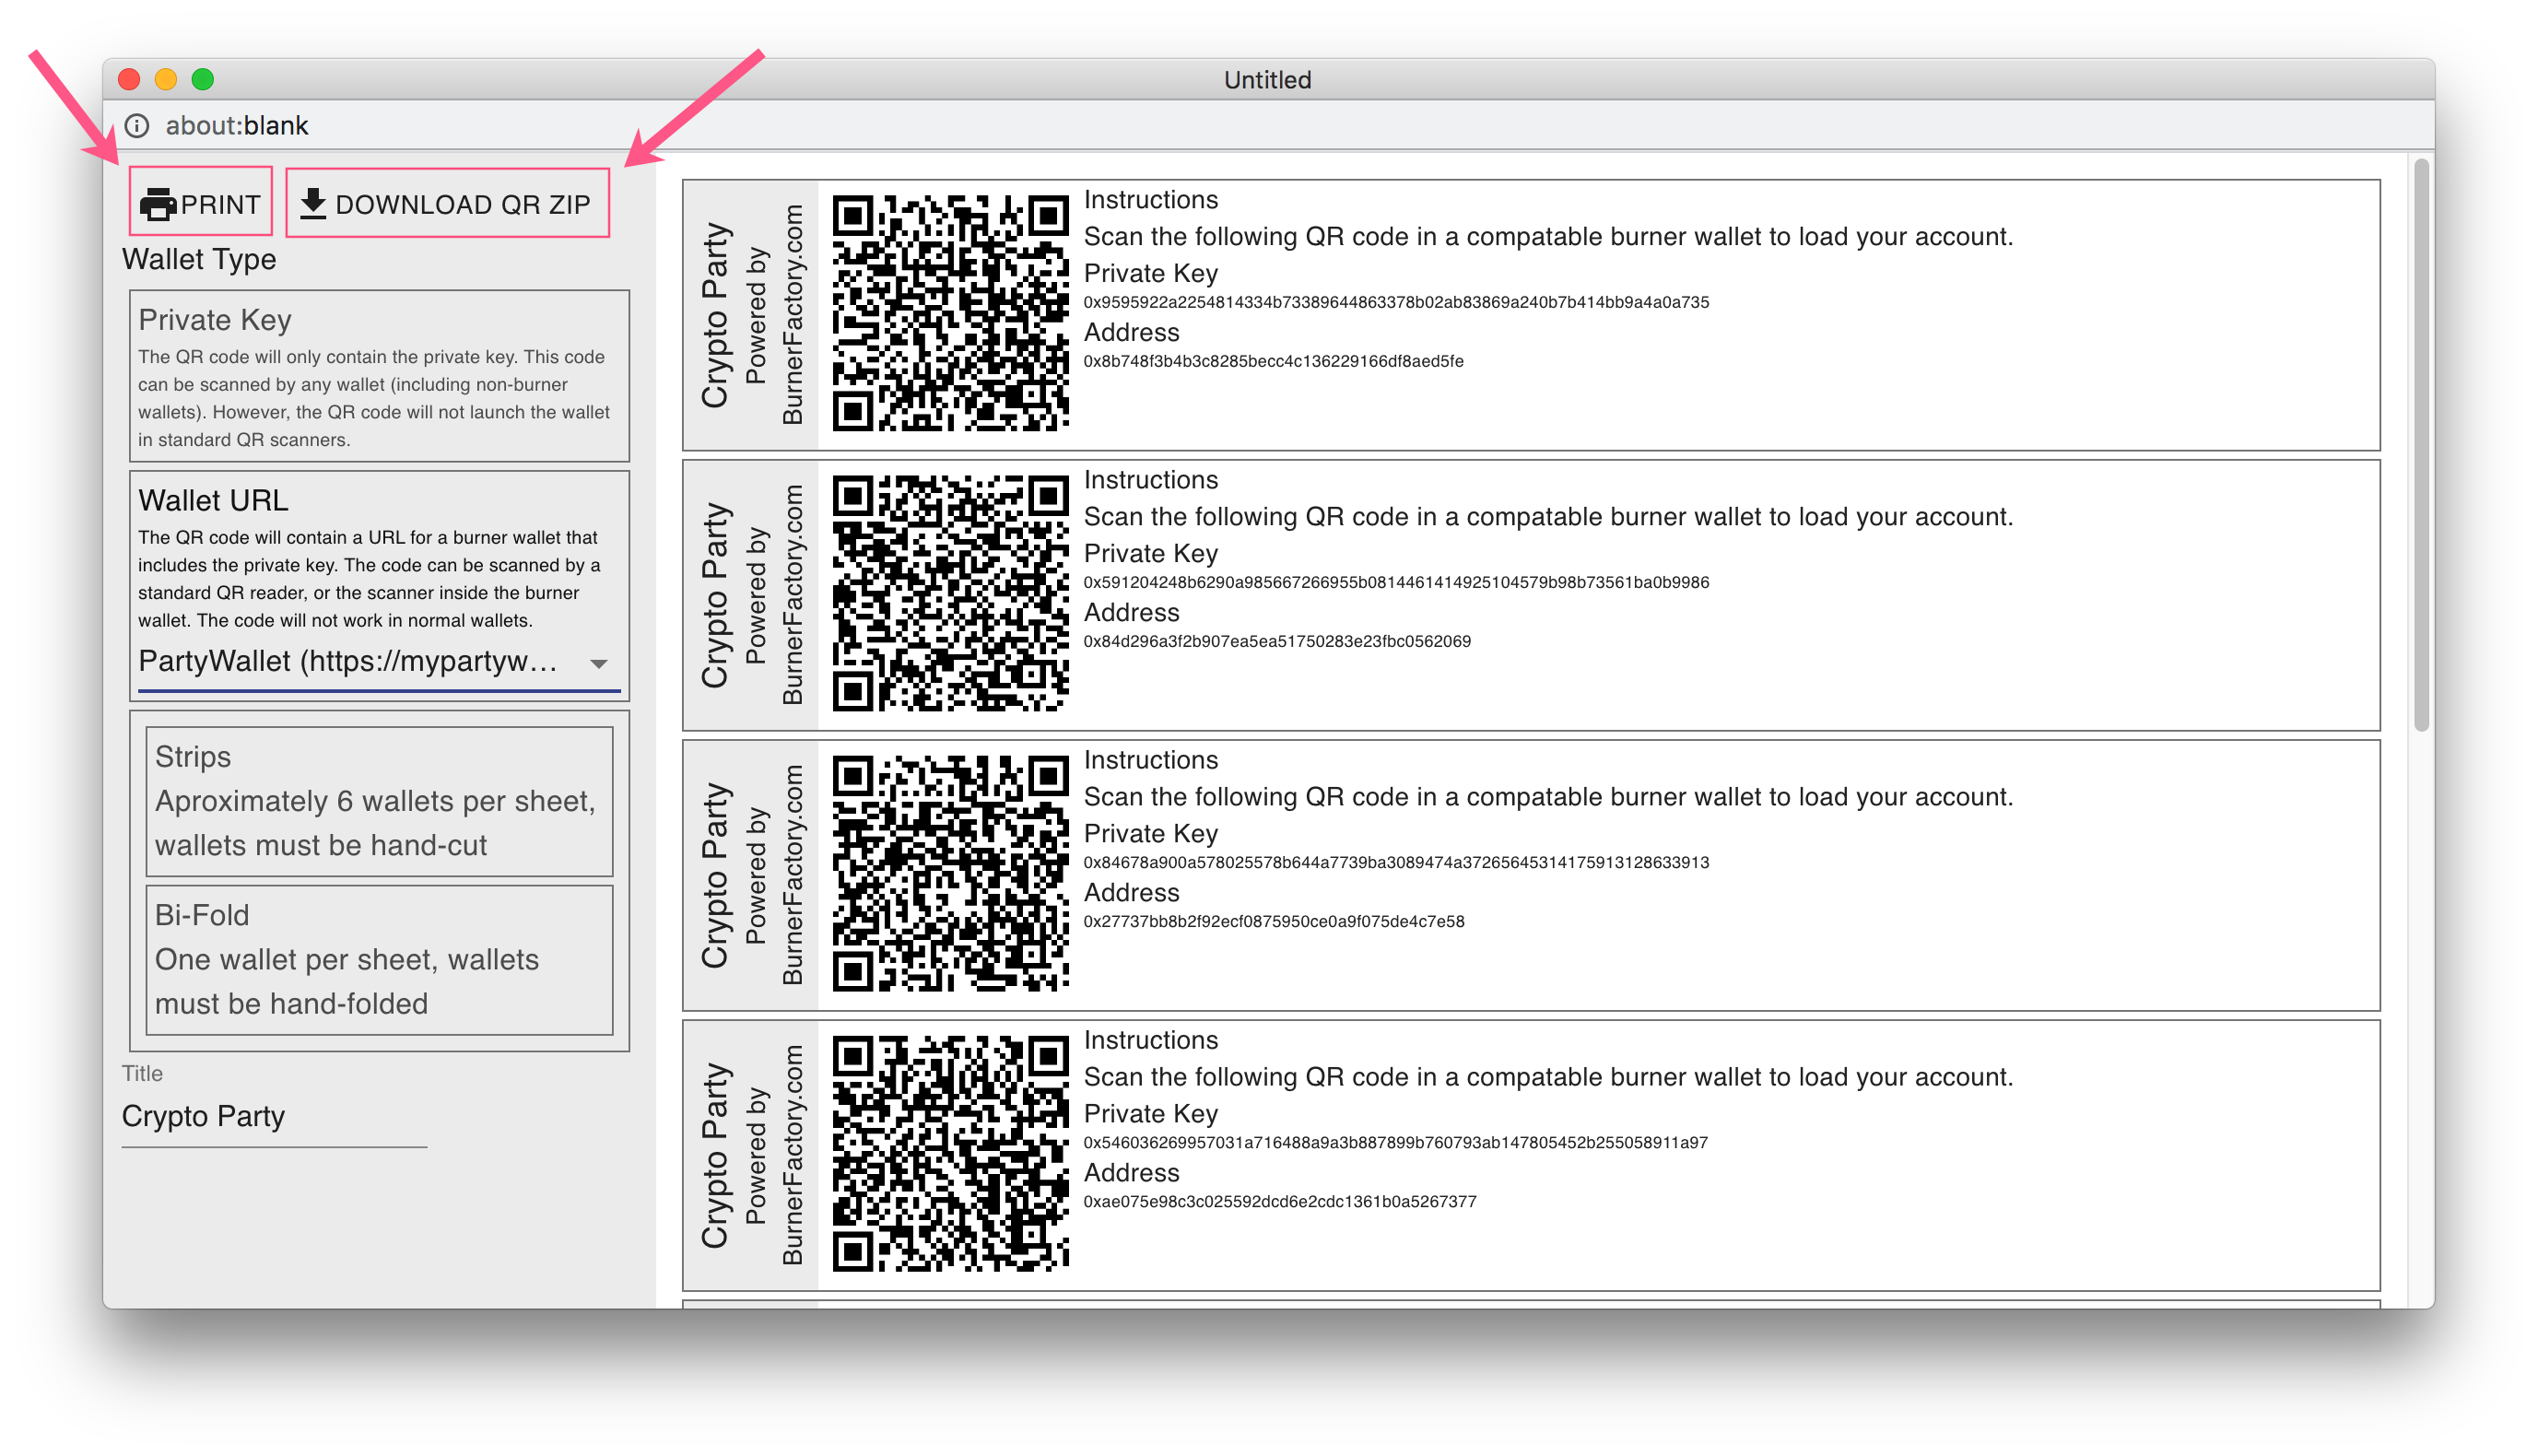 Untitled
about:blank
PRINT
DOWNLOAD QR ZIP
Wallet Type
Private Key
The QR code will only contain the private key. This code
can be scanned by any wallet (including non-burner
wallets). However, the QR code will not launch the wallet
in standard QR scanners.
Wallet URL
The QR code will contain a URL for a burner wallet that
includes the private key. The code can be scanned by a
standard QR reader, or the scanner inside the burner
wallet. The code will not work in normal wallets.
PartyWallet (https://mypartyw…
Strips
Aproximately 6 wallets per sheet,
wallets must be hand-cut
Bi-Fold
One wallet per sheet, wallets
must be hand-folded
Title
Crypto Party
Crypto Party
Powered by
BurnerFactory.com
Instructions
Scan the following QR code in a compatable burner wallet to load your account.
Private Key
0x9595922a2254814334b73389644863378b02ab83869a240b7b414bb9a4a0a735
Address
0x8b748f3b4b3c8285becc4c136229166df8aed5fe
Crypto Party
Powered by
BurnerFactory.com
Instructions
Scan the following QR code in a compatable burner wallet to load your account.
Private Key
0x591204248b6290a985667266955b0814461414925104579b98b73561ba0b9986
Address
0x84d296a3f2b907ea5ea51750283e23fbc0562069
Crypto Party
Powered by
BurnerFactory.com
Instructions
Scan the following QR code in a compatable burner wallet to load your account.
Private Key
0x84678a900a578025578b644a7739ba3089474a37265645314175913128633913
Address
0x27737bb8b2f92ecf0875950ce0a9f075de4c7e58
Crypto Party
Powered by
BurnerFactory.com
Instructions
Scan the following QR code in a compatable burner wallet to load your account.
Private Key
0x546036269957031a716488a9a3b887899b760793ab147805452b255058911a97
Address
0xae075e98c3c025592dcd6e2cdc1361b0a5267377